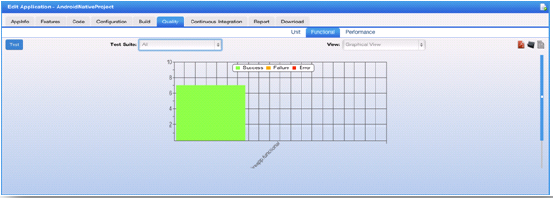 Edit Application - AndroidNativeProject
AppInfo Features Code Configuration Build Quality Continuous Integration Report Download
Unit Functional Performance
Test Test Suite: All View: Graphical View
Success Failure Error
10
8
6
4
2